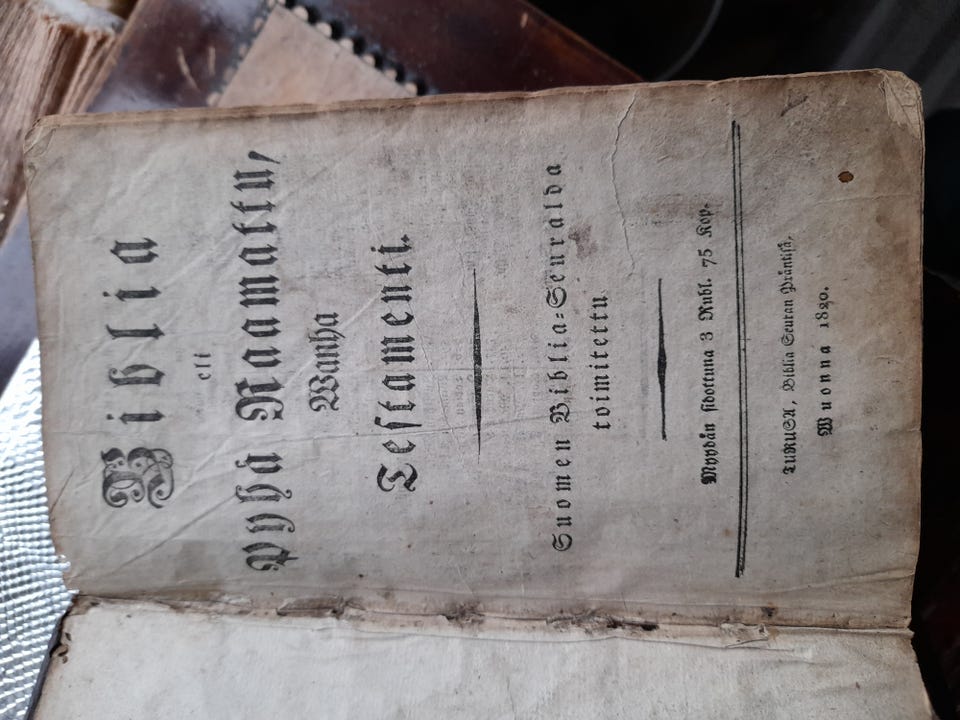 Biblia
eli
Pyhä Raamattu,
Wanha
Testamenti.
Suomen Biblia-Seuralda
toimitettu
Myydän sidottuna 3 Rubl. 75 Kop.
TURUSA, Biblia Seuran Präntisä,
Wuonna 1820.